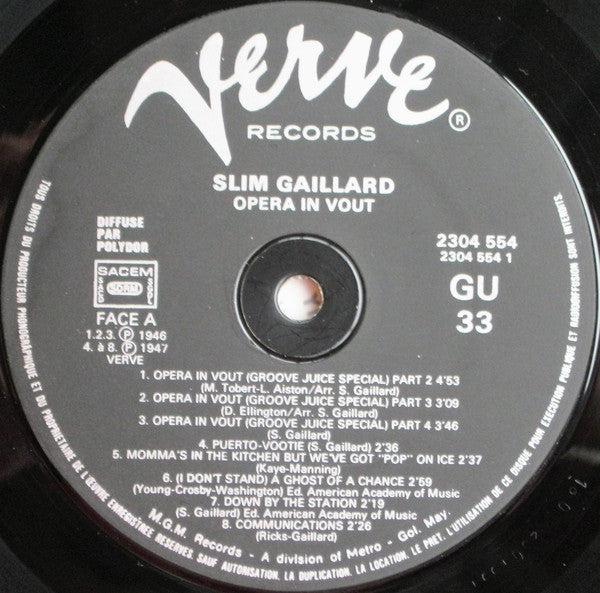 Verve
®
RECORDS
SLIM GAILLARD
OPERA IN VOUT
DIFFUSE
PAR
POLYDOR
SACEM
SACD SDRM SGDL
FACE A
1.2.3. Ⓟ 1946
4. à 8. Ⓟ 1947
VERVE
2304 554
2304 554 1
GU
33
1. OPERA IN VOUT (GROOVE JUICE SPECIAL) PART 2 4'53
(M. Tobert-L. Aiston/Arr. S. Gaillard)
2. OPERA IN VOUT (GROOVE JUICE SPECIAL) PART 3 3'09
(D. Ellington/Arr. S. Gaillard)
3. OPERA IN VOUT (GROOVE JUICE SPECIAL) PART 4 3'46
(S. Gaillard)
4. PUERTO-VOOTIE (S. Gaillard) 2'36
5. MOMMA'S IN THE KITCHEN BUT WE'VE GOT "POP" ON ICE 2'37
(Kaye-Manning)
6. (I DON'T STAND) A GHOST OF A CHANCE 2'59
(Young-Crosby-Washington) Ed. American Academy of Music
7. DOWN BY THE STATION 2'19
(S. Gaillard) Ed. American Academy of Music
8. COMMUNICATIONS 2'26
(Ricks-Gaillard)
M.G.M. Records - A division of Metro - Gol. May.
TOUS DROITS DU PRODUCTEUR PHONOGRAPHIQUE ET DU PROPRIETAIRE DE L'ŒUVRE ENREGISTREE RESERVES. SAUF AUTORISATION, LA DUPLICATION, LA LOCATION, LE PRET, L'UTILISATION DE CE DISQUE POUR EXECUTION PUBLIQUE ET RADIODIFFUSION SONT INTERDITS.